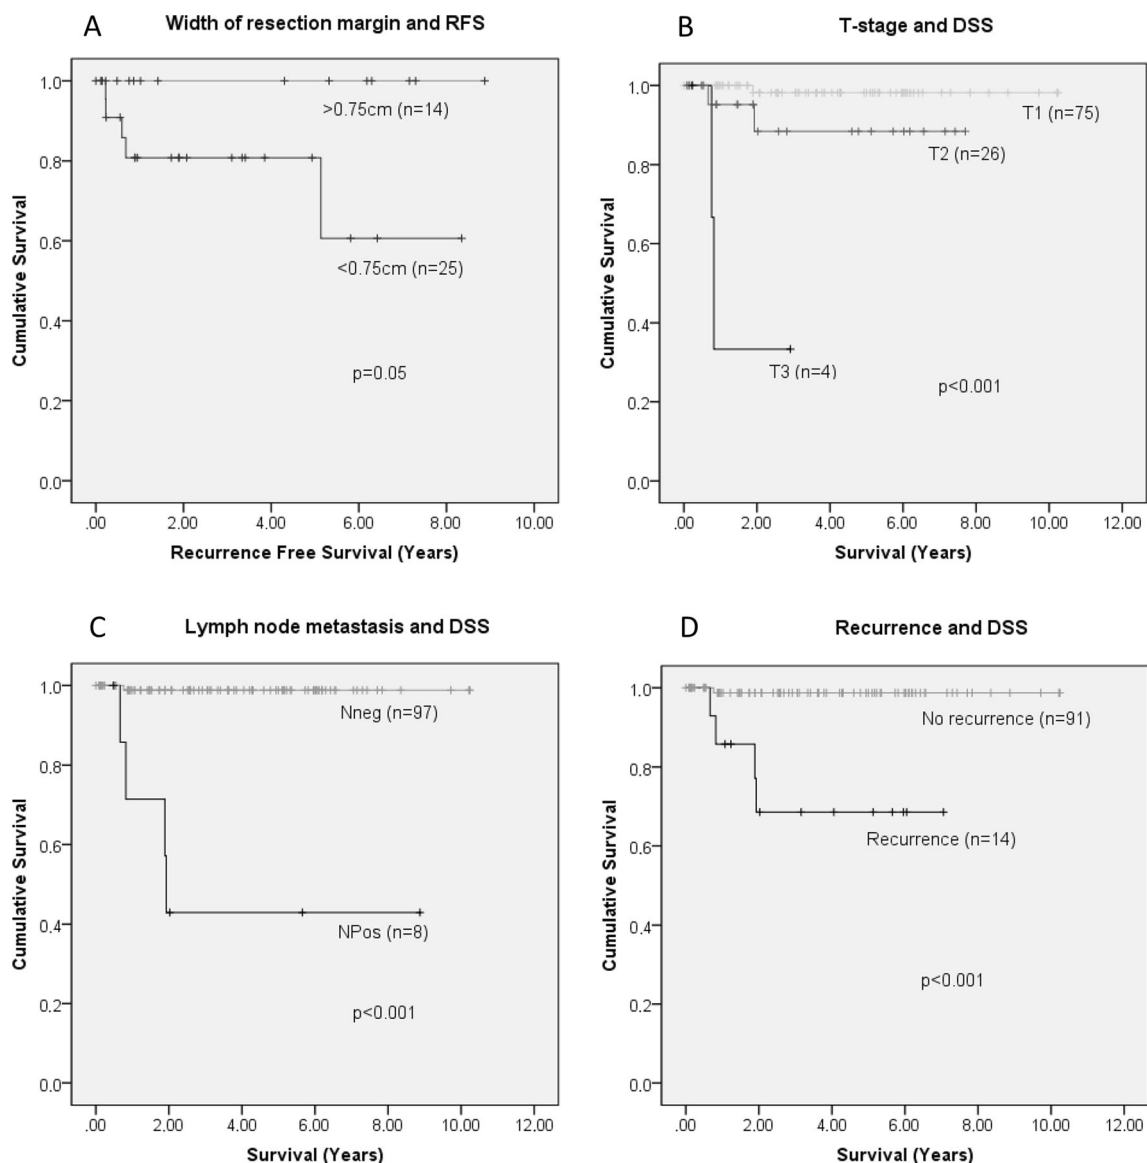 A
Width of resection margin and RFS
Cumulative Survival
1.0
0.8
0.6
0.4
0.2
0.0
>0.75cm (n=14)
<0.75cm (n=25)
p=0.05
.00 2.00 4.00 6.00 8.00 10.00
Recurrence Free Survival (Years)
B
T-stage and DSS
Cumulative Survival
1.0
0.8
0.6
0.4
0.2
0.0
T1 (n=75)
T2 (n=26)
T3 (n=4)
p<0.001
.00 2.00 4.00 6.00 8.00 10.00 12.00
Survival (Years)
C
Lymph node metastasis and DSS
Cumulative Survival
1.0
0.8
0.6
0.4
0.2
0.0
Nneg (n=97)
NPos (n=8)
p<0.001
.00 2.00 4.00 6.00 8.00 10.00 12.00
Survival (Years)
D
Recurrence and DSS
Cumulative Survival
1.0
0.8
0.6
0.4
0.2
0.0
No recurrence (n=91)
Recurrence (n=14)
p<0.001
.00 2.00 4.00 6.00 8.00 10.00 12.00
Survival (Years)